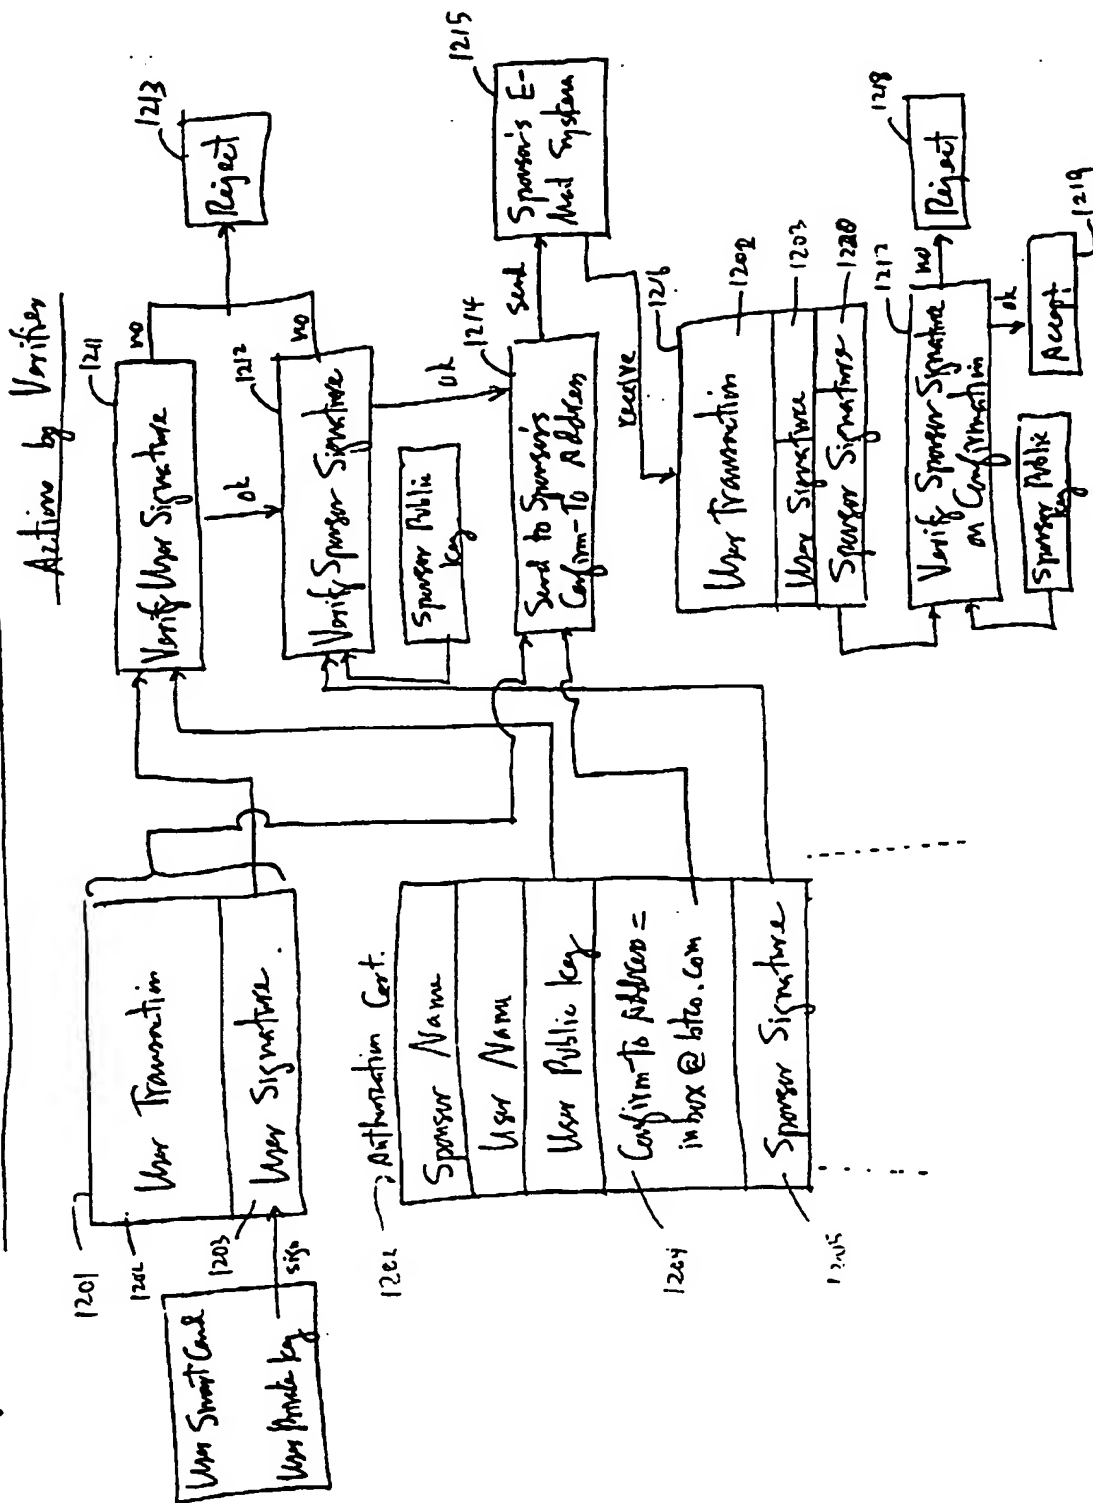 Action by Verifier
1201
1202
User Transaction
1203
User Signature.
sign
User Smart Card
User Private key
Authorization Cert.
Sponsor Name
User Name
User Public key
1204
Confirm-To Address =
inbox@btco.com
Sponsor Signature
1211
Verify User Signature
no
ok
1212
Verify Sponsor Signature
no
ok
Reject
1213
Sponsor Public
key
1214
Send to Sponsor's
Confirm-To Address
send
1215
Sponsor's E-
Mail System
receive
1216
User Transaction
1202
User Signature
1203
Sponsor Signature
1220
1217
Verify Sponsor Signature
on Confirmation
no
Reject
1218
ok
Accept
1219
Sponsor Public
key